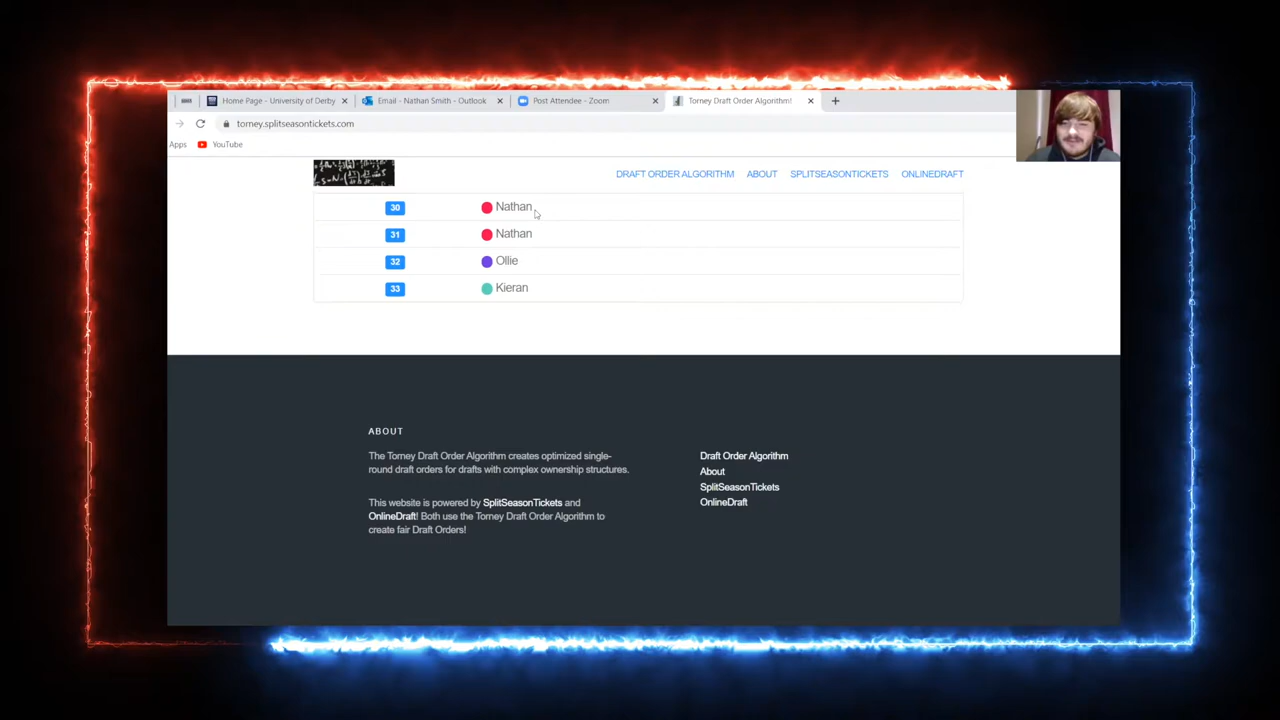 Home Page - University of Derby
Email - Nathan Smith - Outlook
Post Attendee - Zoom
Torney Draft Order Algorithm!
torney.splitseasontickets.com
Apps
YouTube
DRAFT ORDER ALGORITHM
ABOUT
SPLITSEASONTICKETS
ONLINEDRAFT
30 Nathan
31 Nathan
32 Ollie
33 Kieran
ABOUT
The Torney Draft Order Algorithm creates optimized single-
round draft orders for drafts with complex ownership structures.
This website is powered by SplitSeasonTickets and
OnlineDraft! Both use the Torney Draft Order Algorithm to
create fair Draft Orders!
Draft Order Algorithm
About
SplitSeasonTickets
OnlineDraft